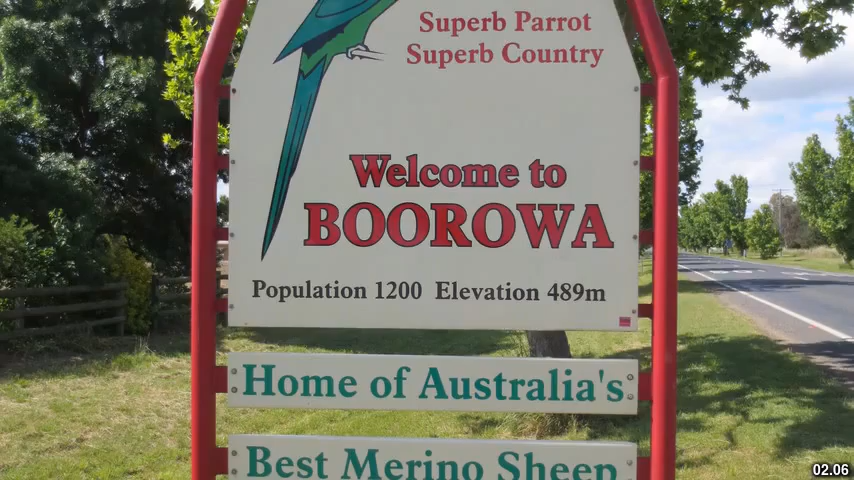 Superb Parrot
Superb Country
Welcome to
BOOROWA
Population 1200 Elevation 489m
Home of Australia's
Best Merino Sheep
02.06